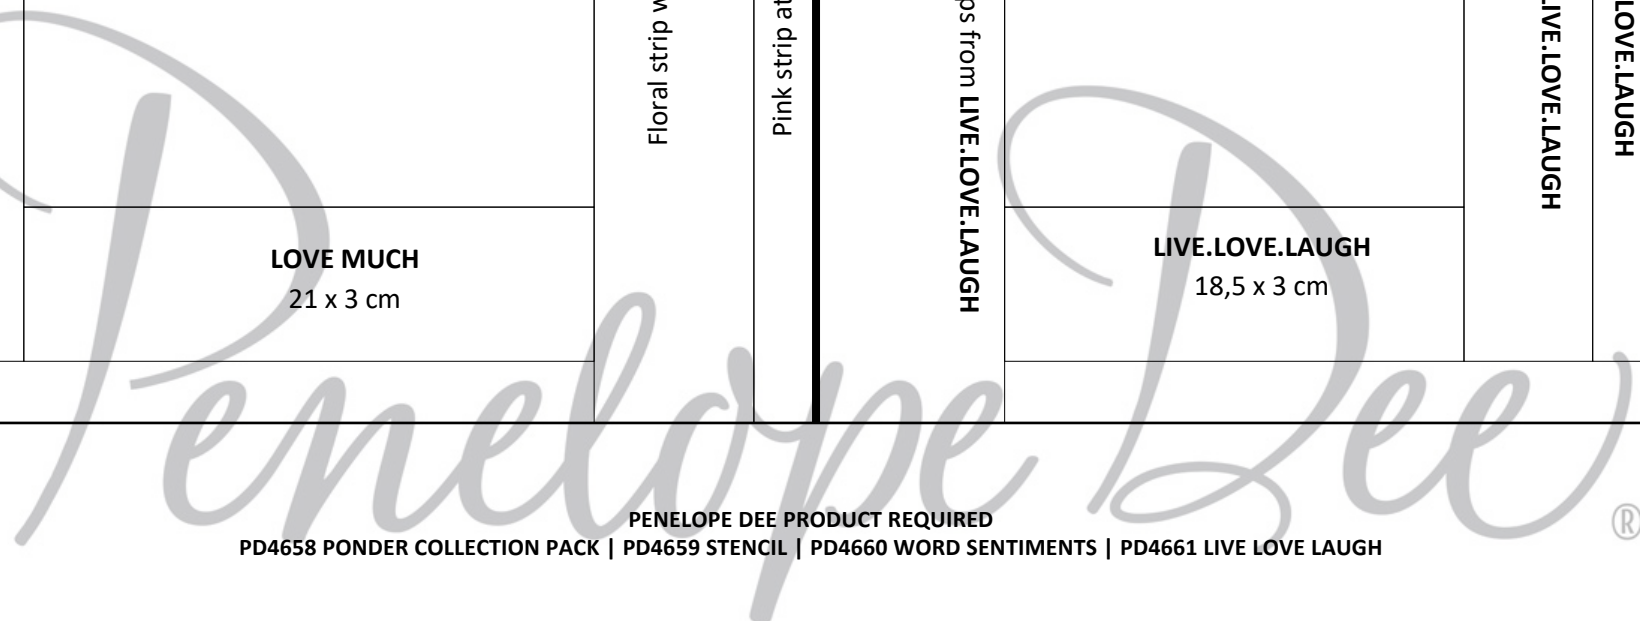 Floral strip
Pink strip at
from LIVE.LOVE.LAUGH
LIVE.LOVE.LAUGH
LOVE.LAUGH
LOVE MUCH
21 x 3 cm
LIVE.LOVE.LAUGH
18,5 x 3 cm
Penelope Dee®
PENELOPE DEE PRODUCT REQUIRED
PD4658 PONDER COLLECTION PACK | PD4659 STENCIL | PD4660 WORD SENTIMENTS | PD4661 LIVE LOVE LAUGH